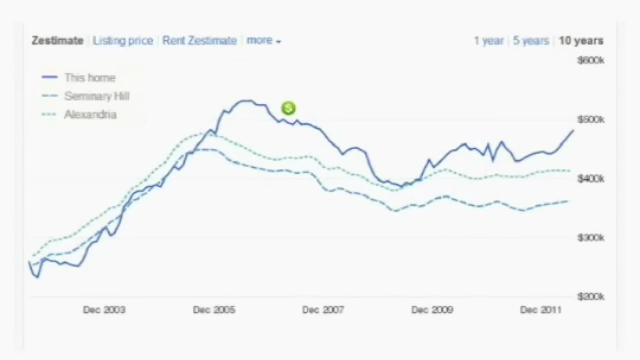 Zestimate Listing price Rent Zestimate more
1 year 5 years 10 years
$600k
This home
Seminary Hill
Alexandria
$
$500k
$400k
$300k
$200k
Dec 2003 Dec 2005 Dec 2007 Dec 2009 Dec 2011